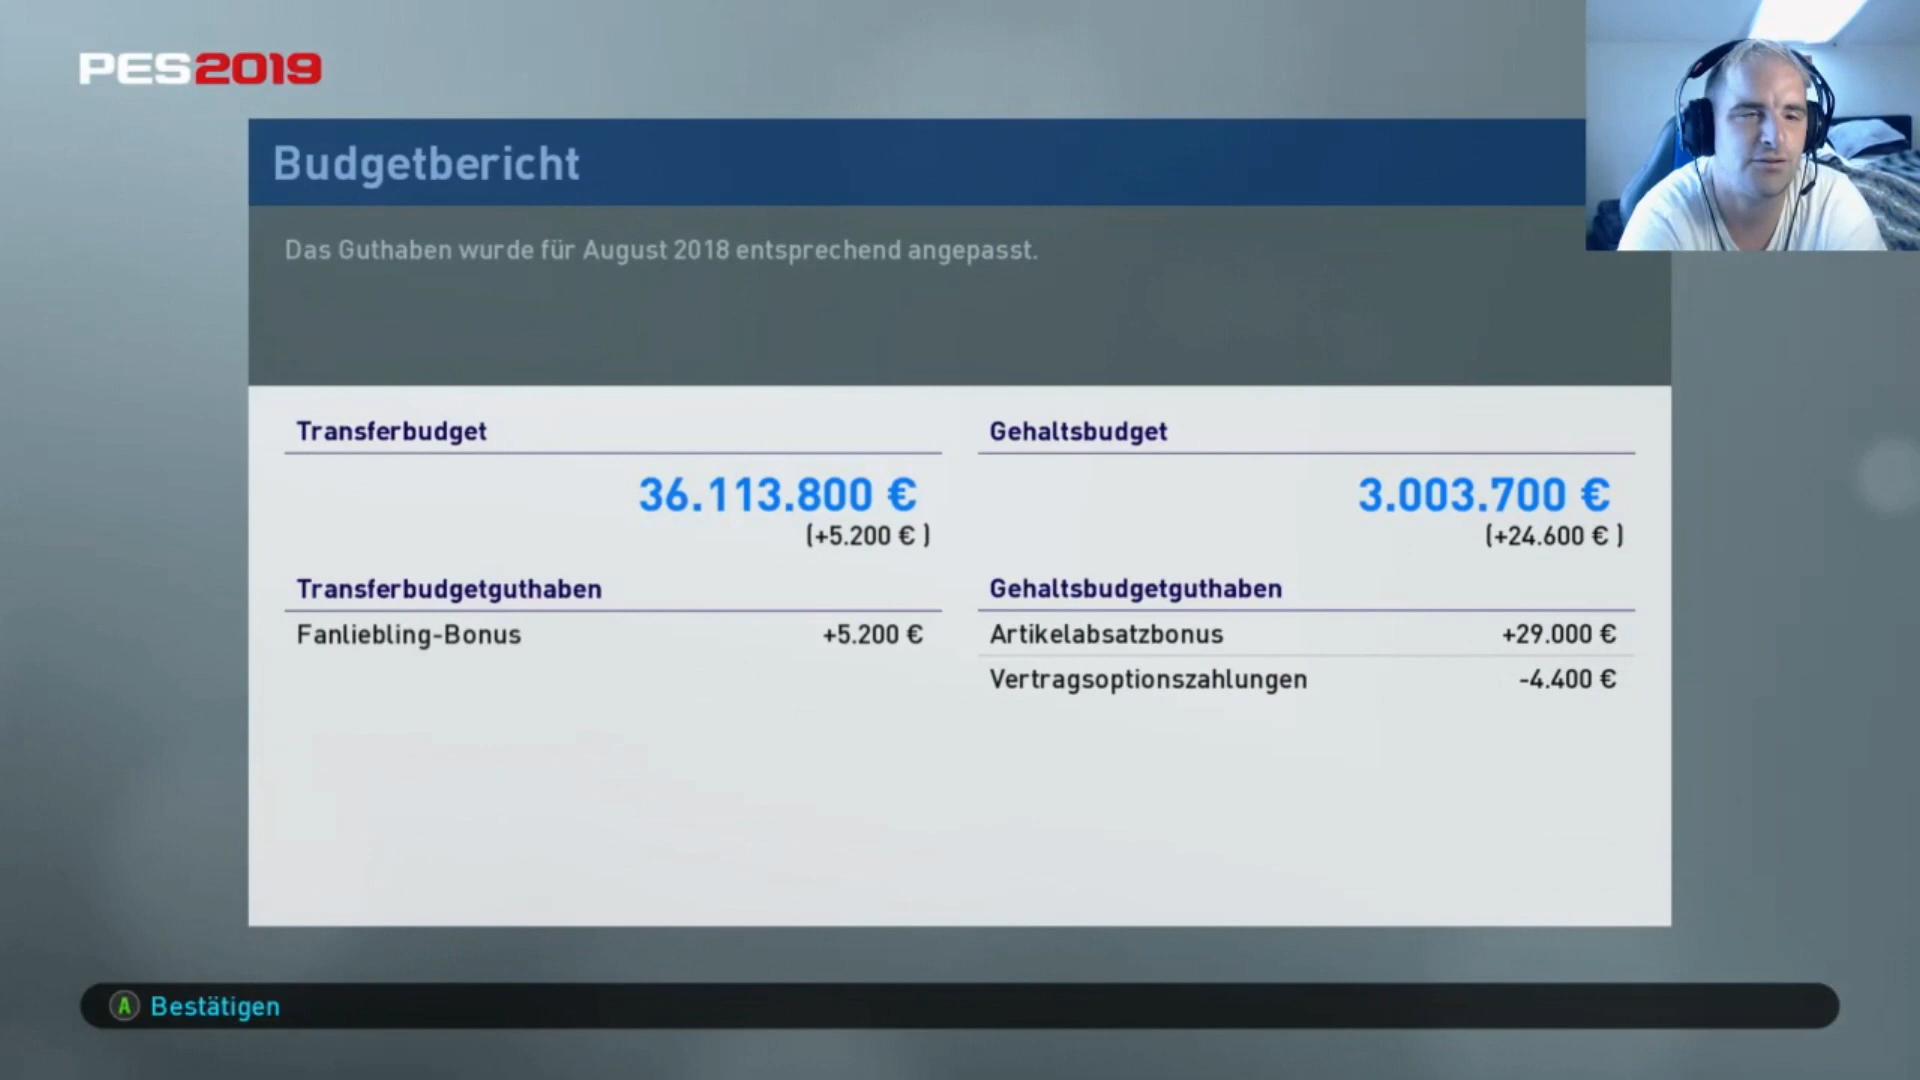 PES2019
Budgetbericht
Das Guthaben wurde für August 2018 entsprechend angepasst.
Transferbudget
36.113.800 €
(+5.200 € )
Transferbudgetguthaben
Fanliebling-Bonus +5.200 €
Gehaltsbudget
3.003.700 €
(+24.600 € )
Gehaltsbudgetguthaben
Artikelabsatzbonus +29.000 €
Vertragsoptionszahlungen -4.400 €
A Bestätigen